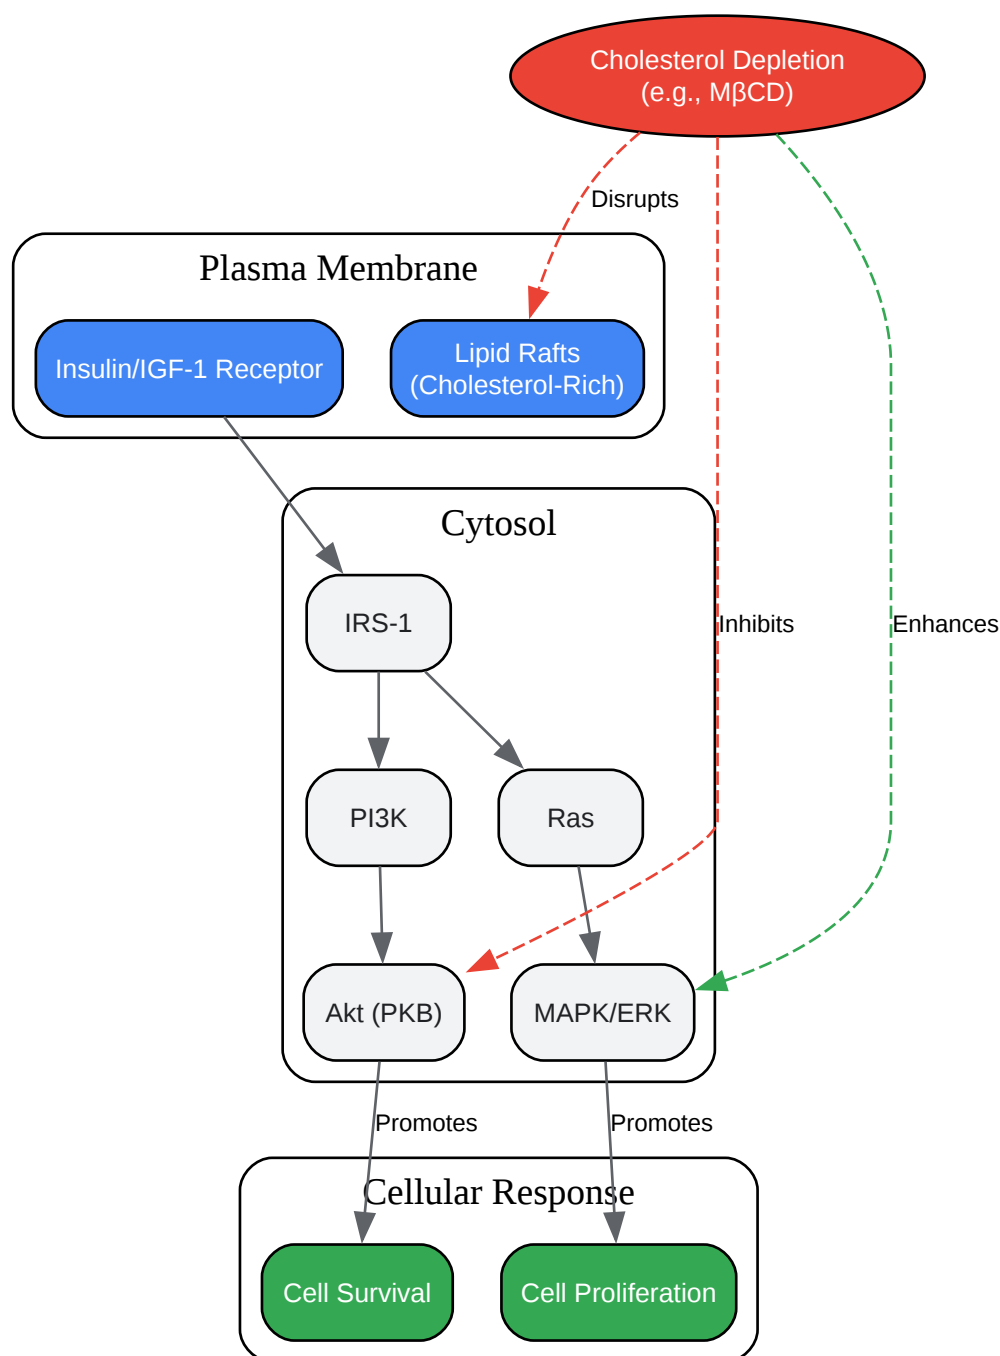 Cholesterol Depletion
(e.g., MβCD)
Disrupts
Plasma Membrane
Insulin/IGF-1 Receptor
Lipid Rafts
(Cholesterol-Rich)
Cytosol
IRS-1
Inhibits
Enhances
PI3K
Ras
Akt (PKB)
MAPK/ERK
Promotes
Promotes
Cellular Response
Cell Survival
Cell Proliferation